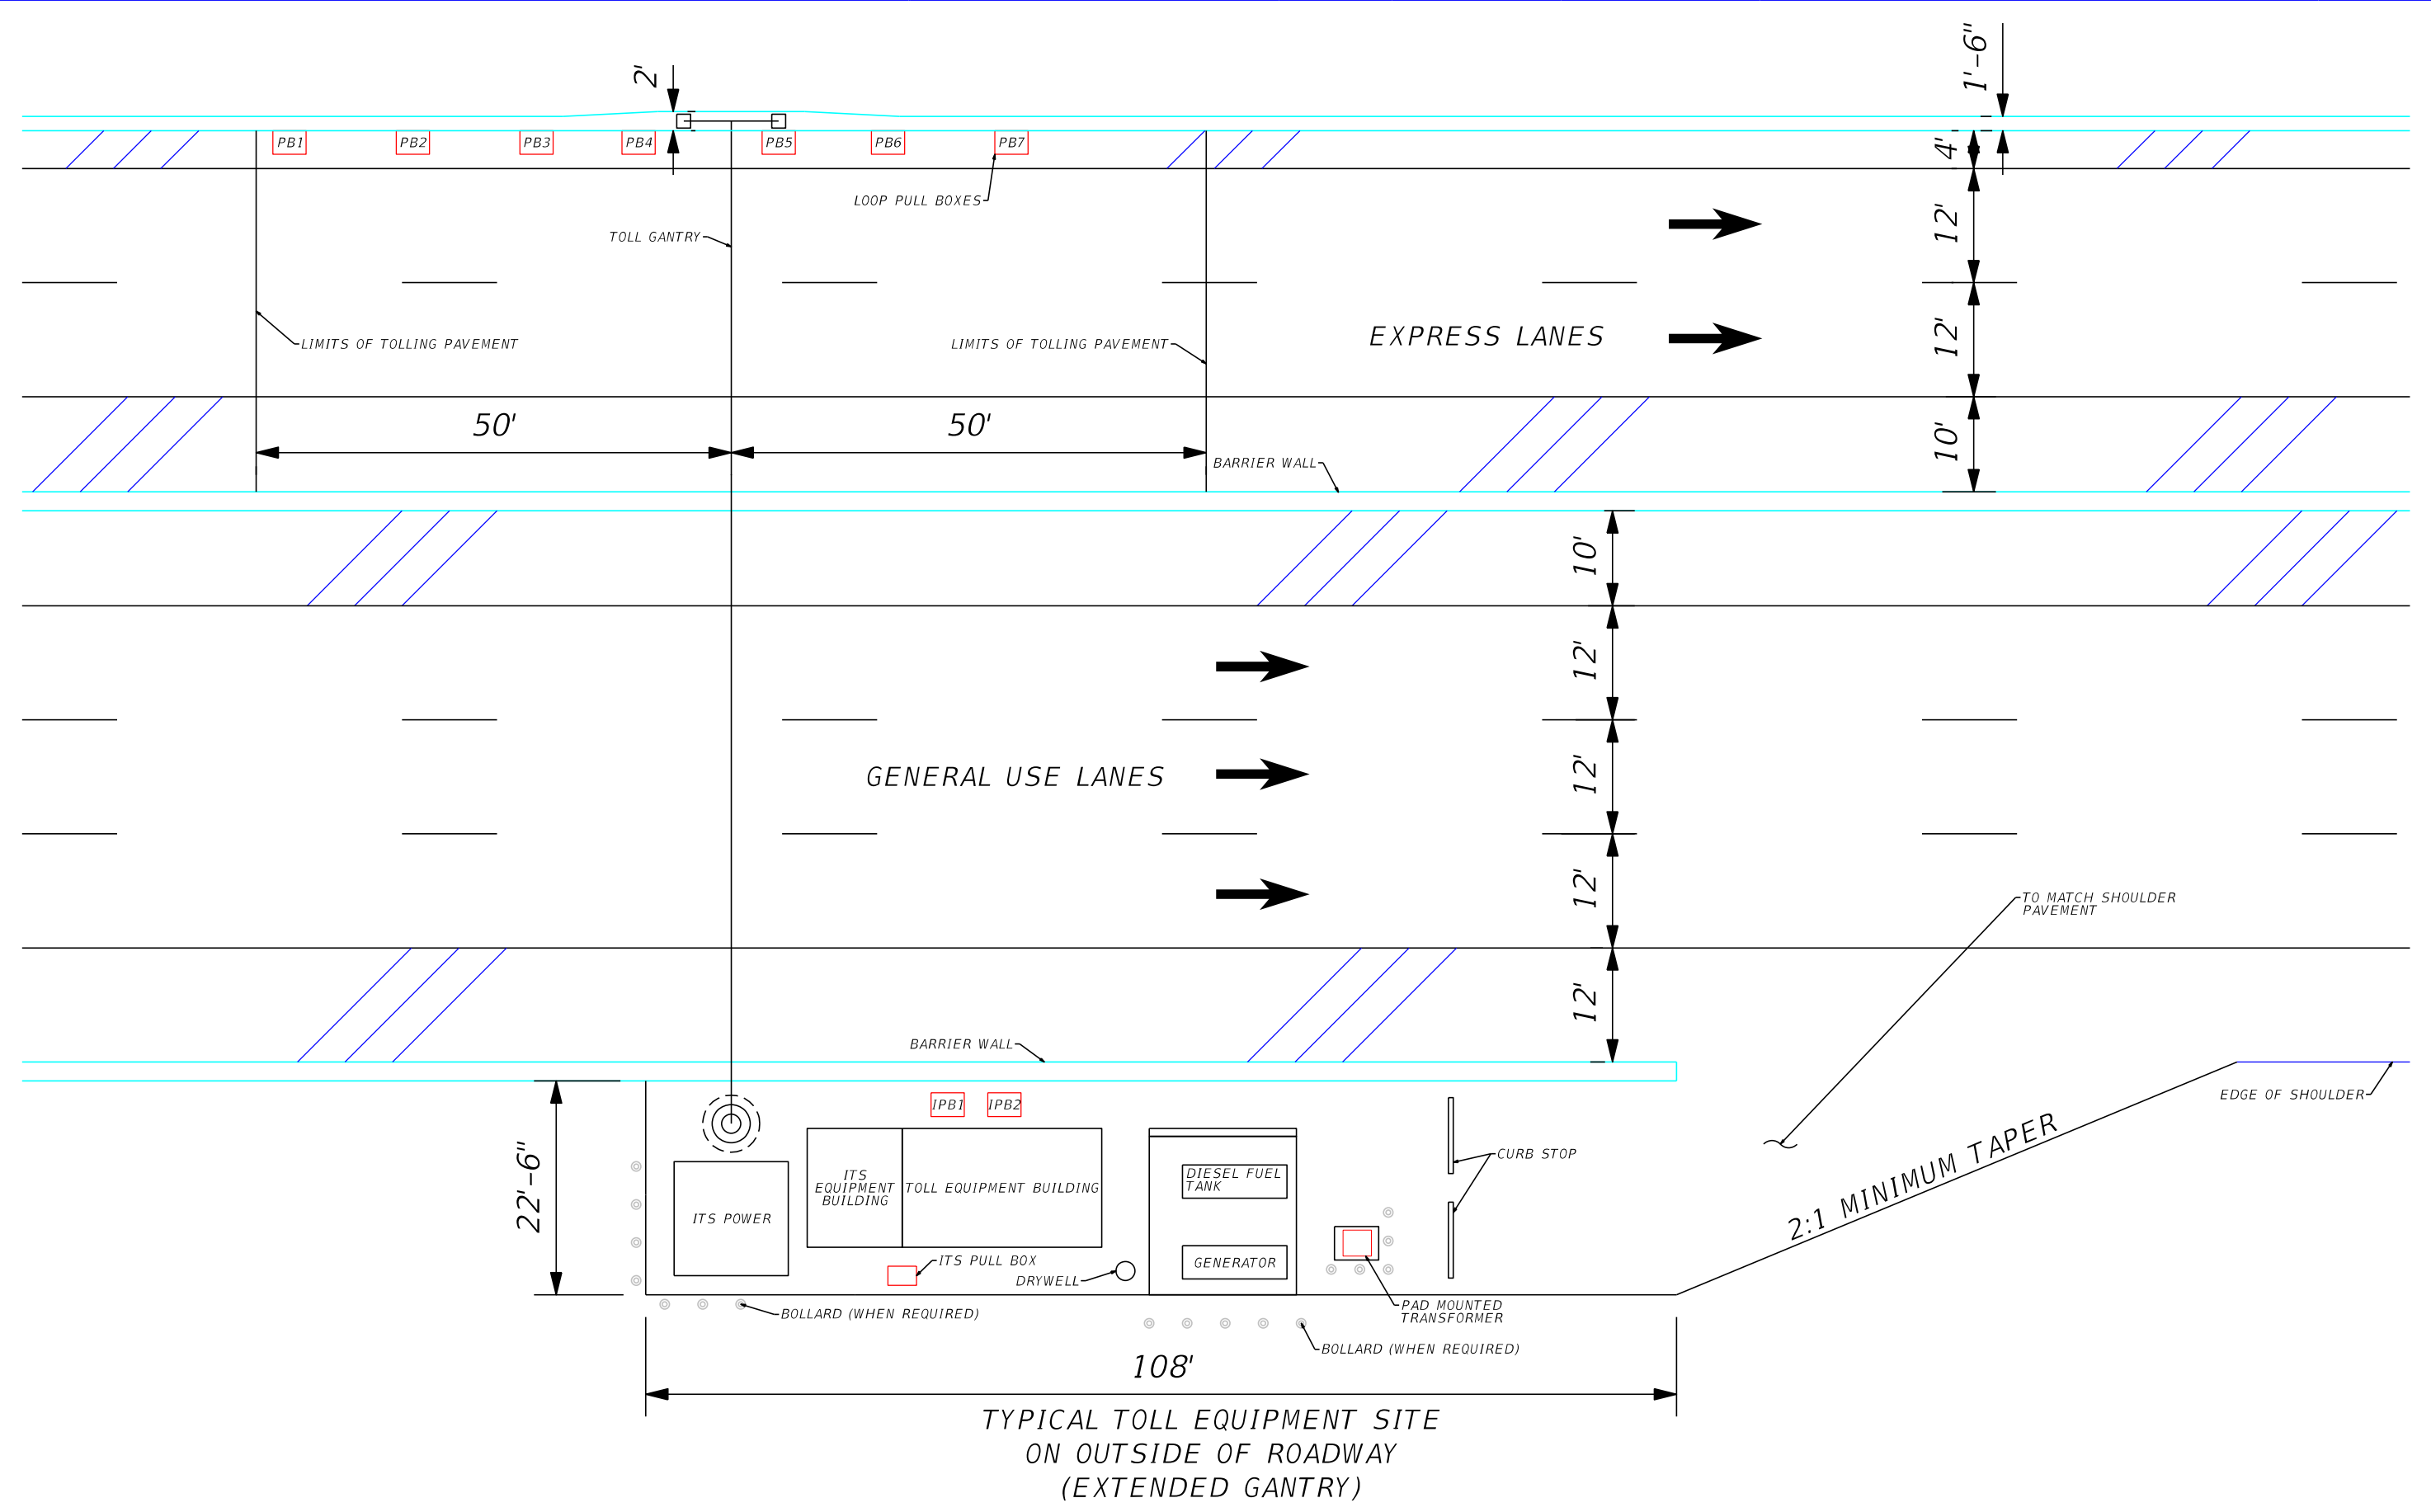 1'-6"
2'
PB1
PB2
PB3
PB4
PB5
PB6
PB7
4'
LOOP PULL BOXES
TOLL GANTRY
12'
LIMITS OF TOLLING PAVEMENT
LIMITS OF TOLLING PAVEMENT
EXPRESS LANES
12'
50'
50'
10'
BARRIER WALL
10'
12'
GENERAL USE LANES
12'
12'
TO MATCH SHOULDER
PAVEMENT
12'
BARRIER WALL
EDGE OF SHOULDER
IPB1
IPB2
22'-6"
ITS
EQUIPMENT
BUILDING
TOLL EQUIPMENT BUILDING
DIESEL FUEL
TANK
CURB STOP
2:1 MINIMUM TAPER
ITS POWER
ITS PULL BOX
DRYWELL
GENERATOR
BOLLARD (WHEN REQUIRED)
PAD MOUNTED
TRANSFORMER
BOLLARD (WHEN REQUIRED)
108'
TYPICAL TOLL EQUIPMENT SITE
ON OUTSIDE OF ROADWAY
(EXTENDED GANTRY)